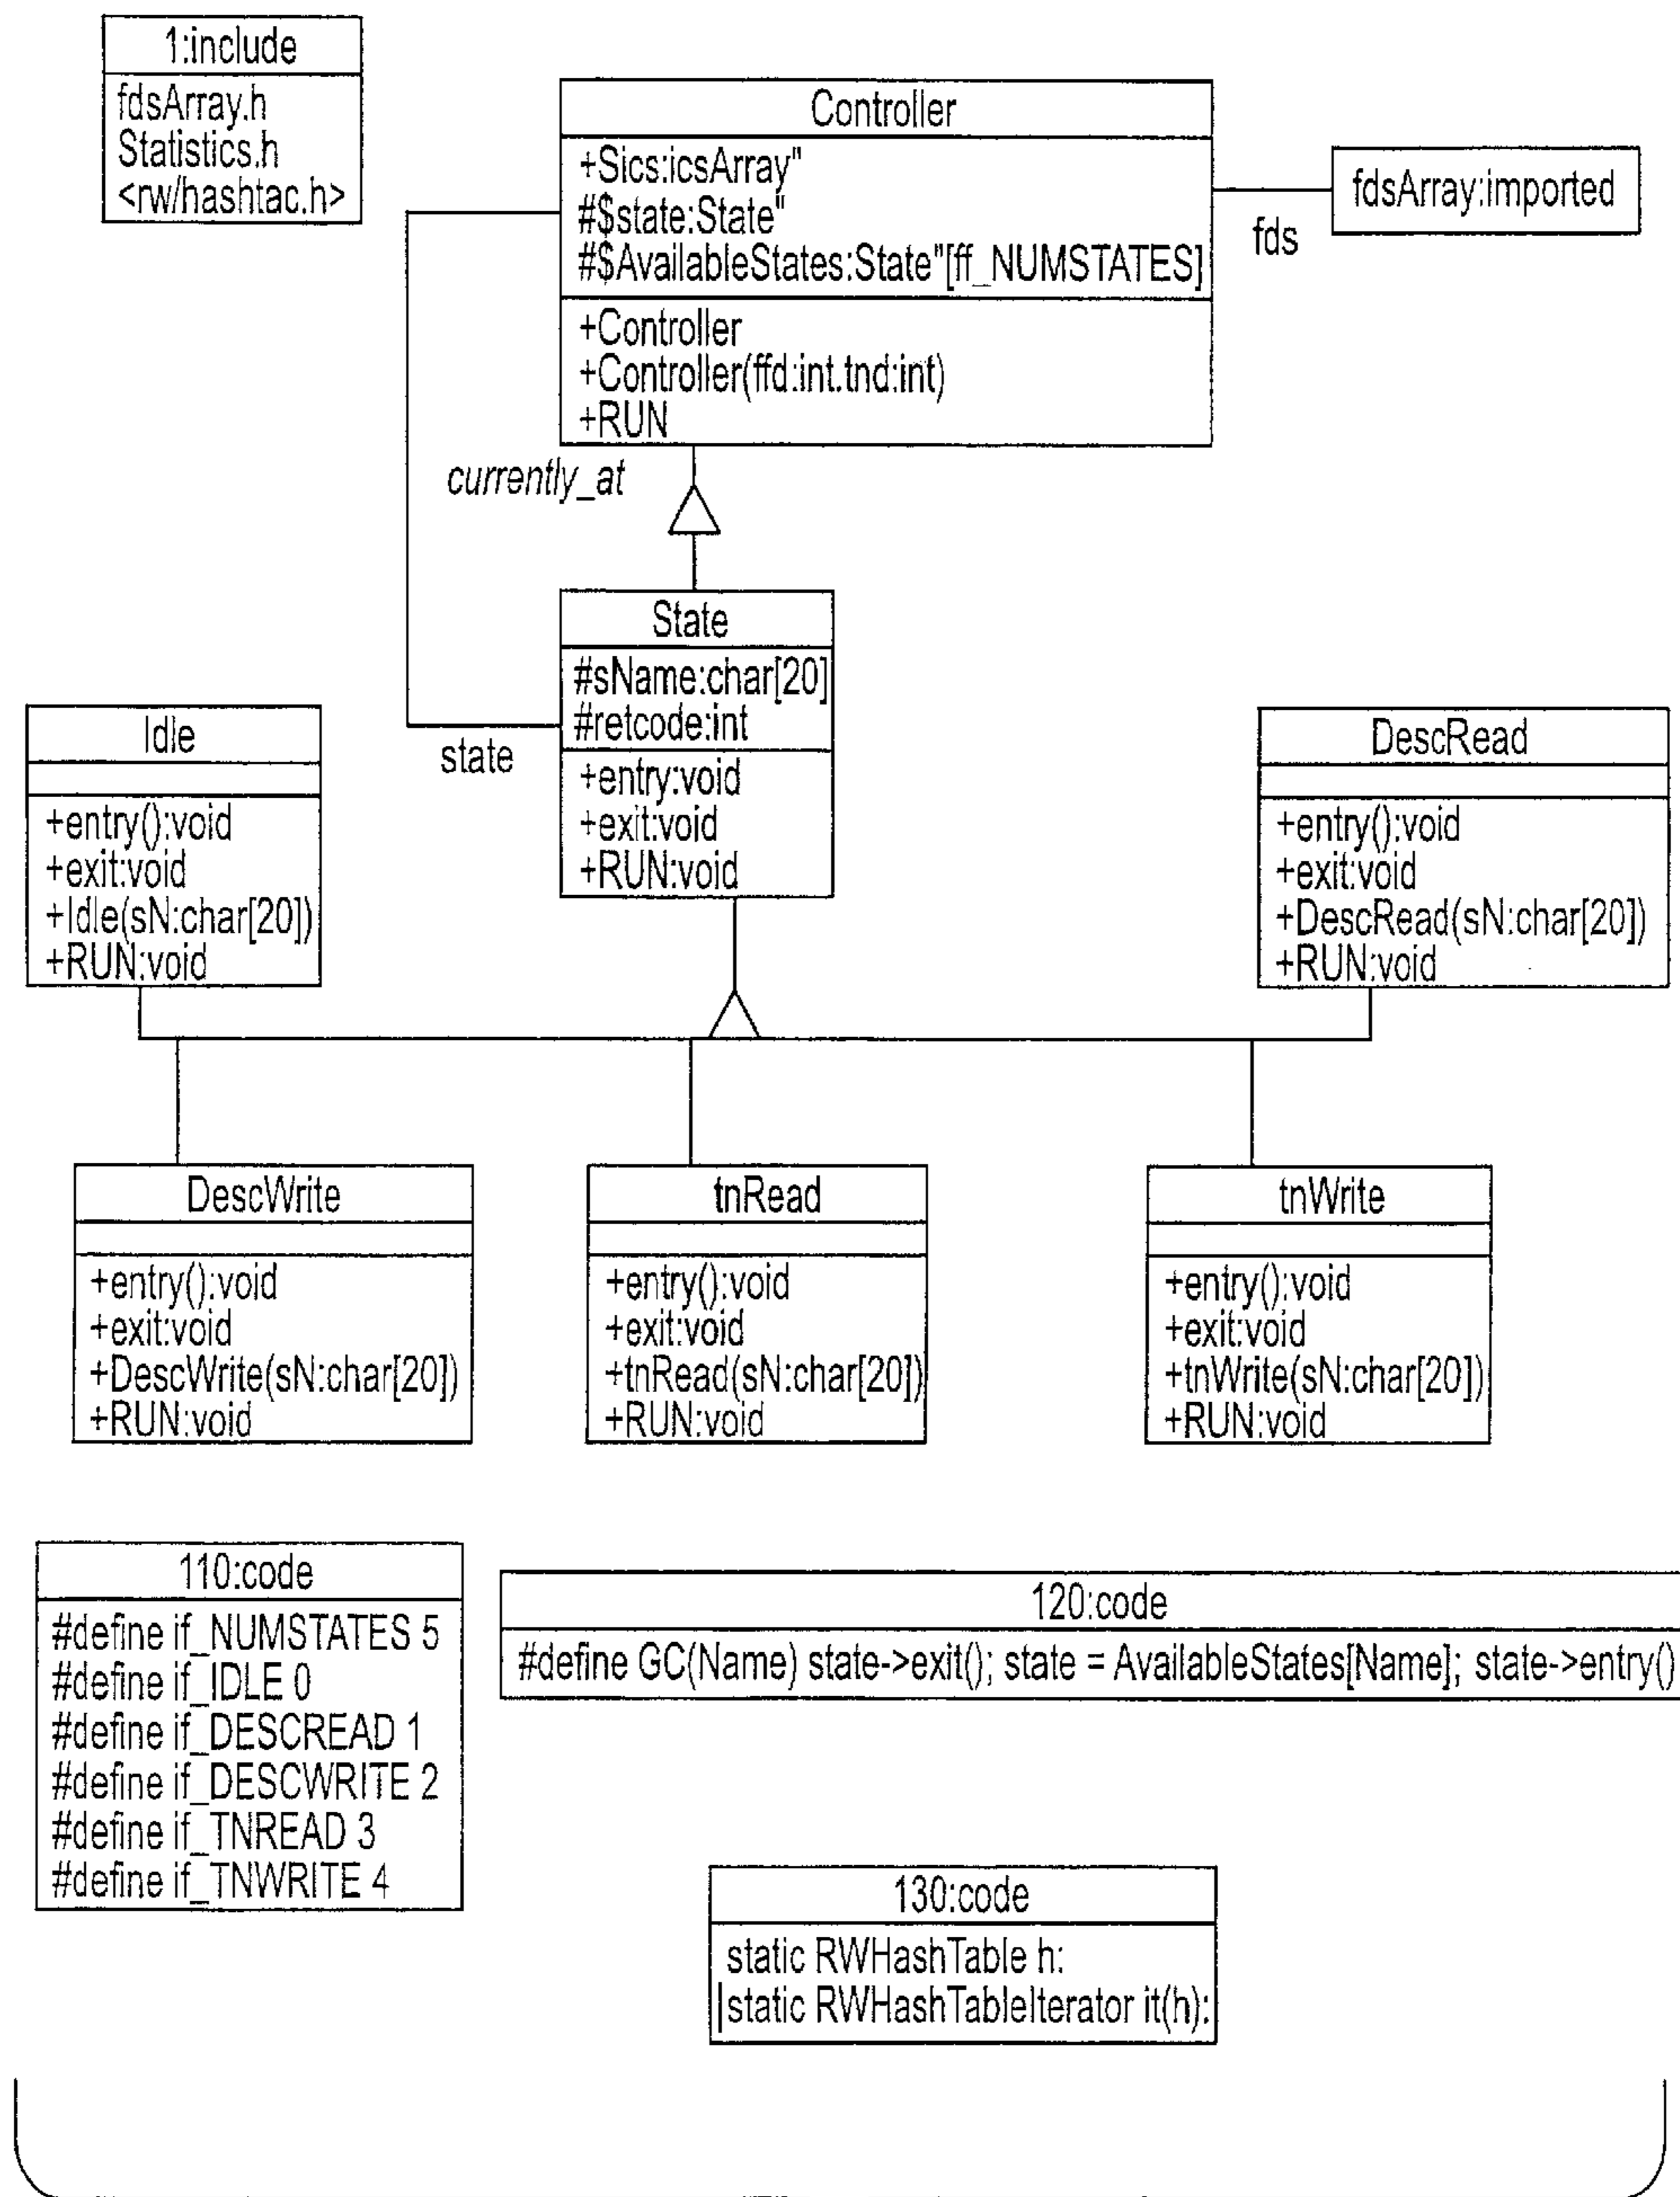 1:include
fdsArray.h
Statistics.h
<rw/hashtac.h>
Controller
+Sics:icsArray"
#$state:State"
#$AvailableStates:State"[ff_NUMSTATES]
+Controller
+Controller(ffd:int.tnd:int)
+RUN
fdsArray:imported
fds
currently_at
State
#sName:char[20]
#retcode:int
+entry:void
+exit:void
+RUN:void
state
Idle
+entry():void
+exit:void
+Idle(sN:char[20])
+RUN:void
DescRead
+entry():void
+exit:void
+DescRead(sN:char[20])
+RUN:void
DescWrite
+entry():void
+exit:void
+DescWrite(sN:char[20])
+RUN:void
tnRead
+entry():void
+exit:void
+tnRead(sN:char[20])
+RUN:void
tnWrite
+entry():void
+exit:void
+tnWrite(sN:char[20])
+RUN:void
110:code
#define if_NUMSTATES 5
#define if_IDLE 0
#define if_DESCREAD 1
#define if_DESCWRITE 2
#define if_TNREAD 3
#define if_TNWRITE 4
120:code
#define GC(Name) state->exit(); state = AvailableStates[Name]; state->entry()
130:code
static RWHashTable h:
static RWHashTableIterator it(h):